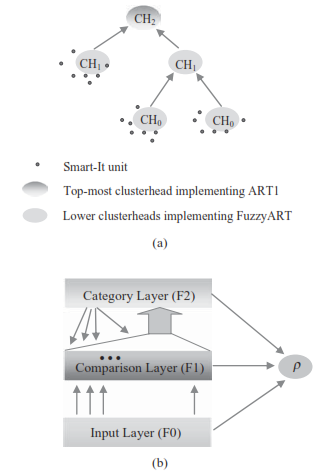 CH₂
CH₁
CH₁
CH₀
CH₀
Smart-It unit
Top-most clusterhead implementing ART1
Lower clusterheads implementing FuzzyART
(a)
Category Layer (F2)
Comparison Layer (F1)
ρ
Input Layer (F0)
(b)